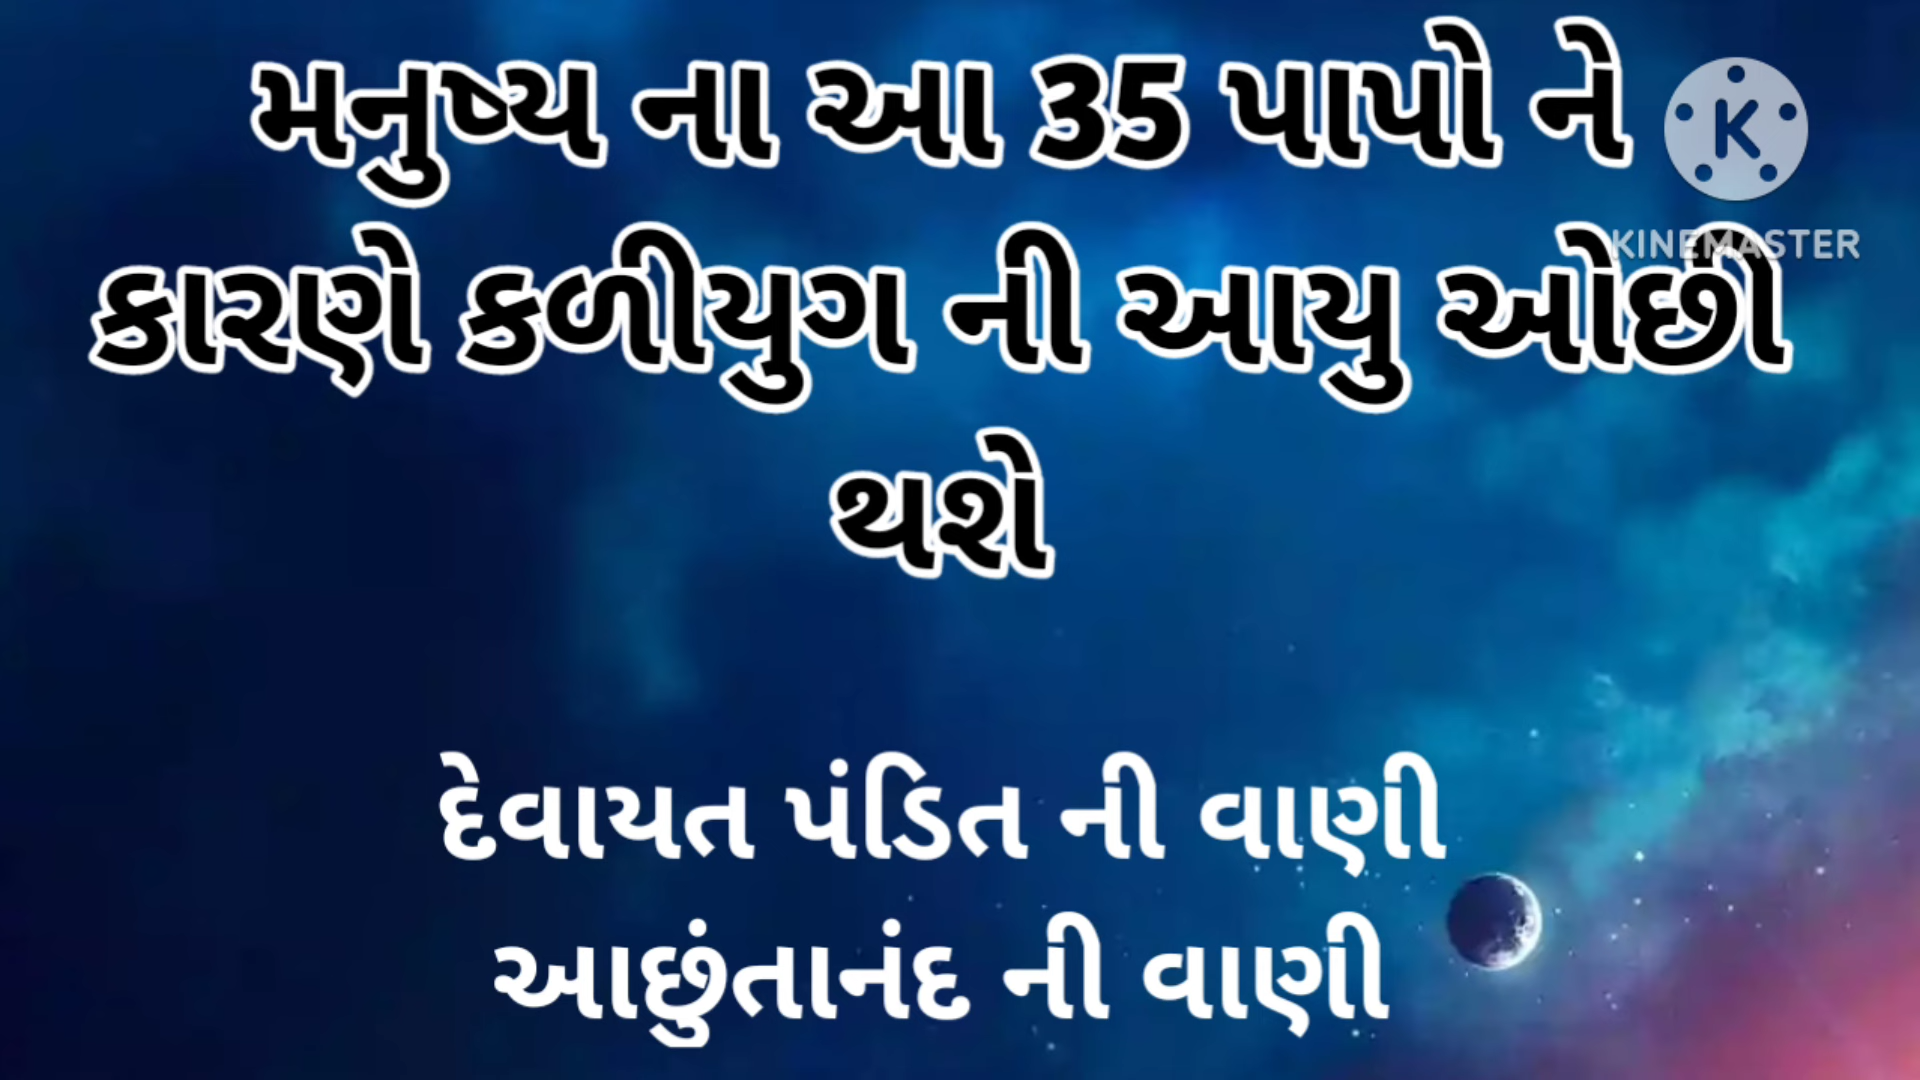 મનુષ્ય ના આ 35 પાપો ને
કારણે કળીયુગ ની આયુ ઓછી
થશે
દેવાયત પંડિત ની વાણી
આછુંતાનંદ ની વાણી
K
KINEMASTER